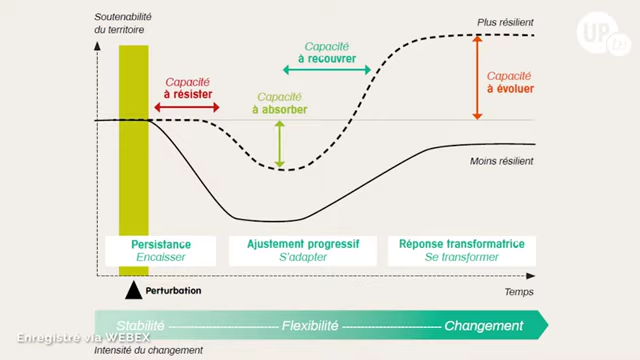 Soutenabilité
du territoire
Plus résilient
UP
Capacité
à recouvrer
Capacité
à résister
Capacité
à absorber
Capacité
à évoluer
Moins résilient
Persistance
Encaisser
Ajustement progressif
S'adapter
Réponse transformatrice
Se transformer
Perturbation
Temps
Stabilité
Flexibilité
Changement
Enregistré via WEBEX
Intensité du changement